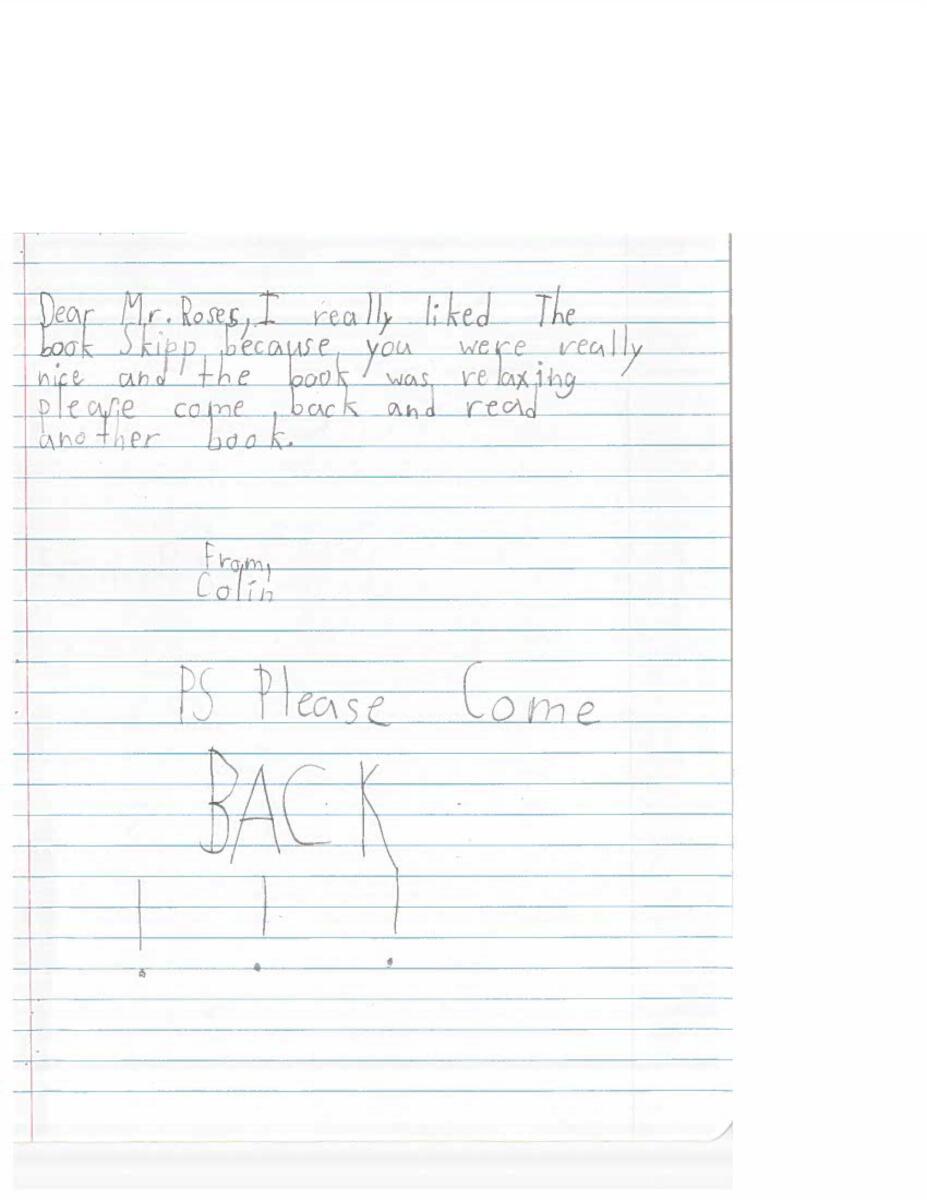 Dear Mr. Roses, I really liked The
book Skipp because you were really
nice and the book was relaxing
please come back and read
another book.
From,
Colin
PS Please Come
BACK
! ! !